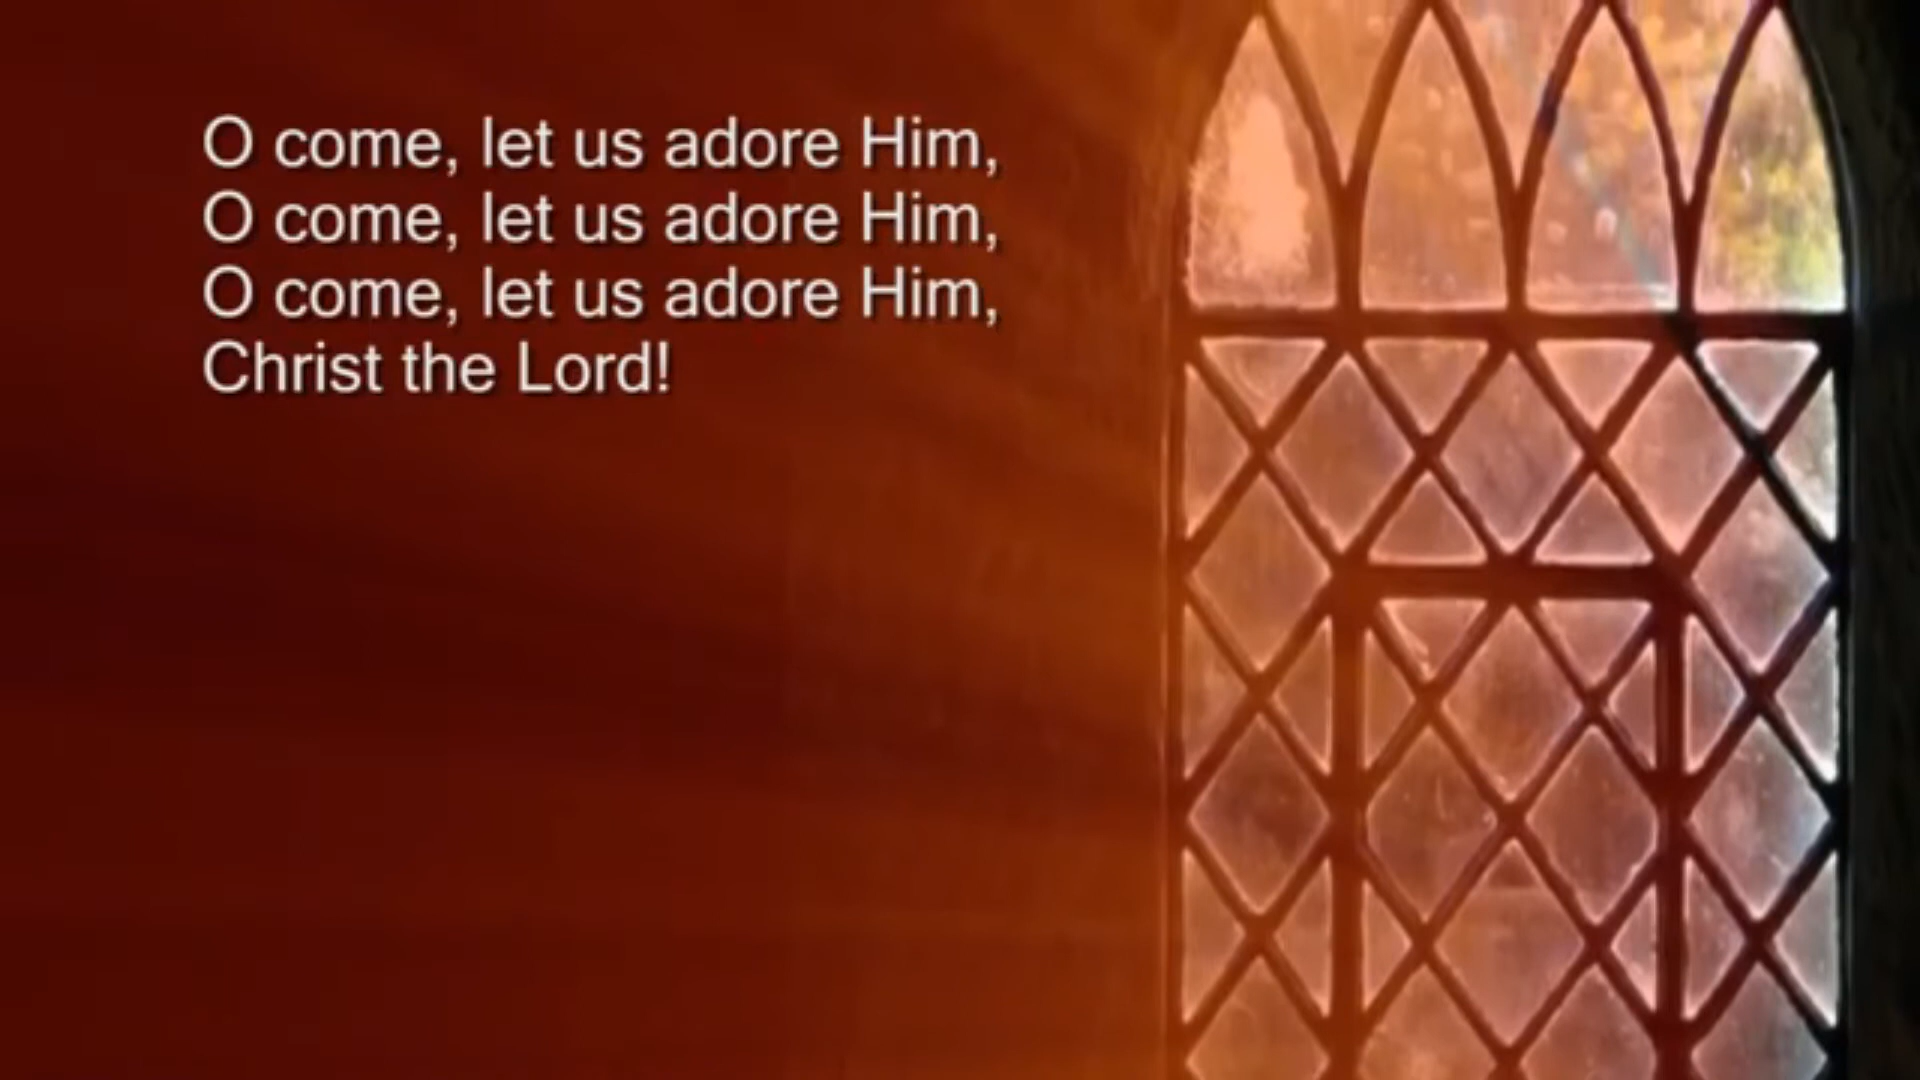 O come, let us adore Him,
O come, let us adore Him,
O come, let us adore Him,
Christ the Lord!